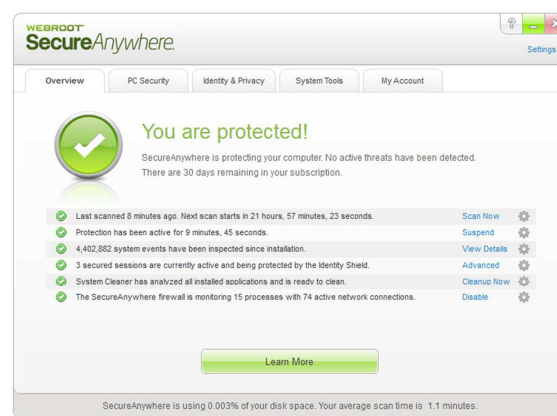 WEBROOT
SecureAnywhere.
?
Settings
Overview
PC Security
Identity & Privacy
System Tools
My Account
You are protected!
SecureAnywhere is protecting your computer. No active threats have been detected.
There are 30 days remaining in your subscription.
Last scanned 8 minutes ago. Next scan starts in 21 hours, 57 minutes, 23 seconds. Scan Now
Protection has been active for 9 minutes, 45 seconds. Suspend
4,402,882 system events have been inspected since installation. View Details
3 secured sessions are currently active and being protected by the Identity Shield. Advanced
System Cleaner has analyzed all installed applications and is ready to clean. Cleanup Now
The SecureAnywhere firewall is monitoring 15 processes with 74 active network connections. Disable
Learn More
SecureAnywhere is using 0.003% of your disk space. Your average scan time is 1.1 minutes.